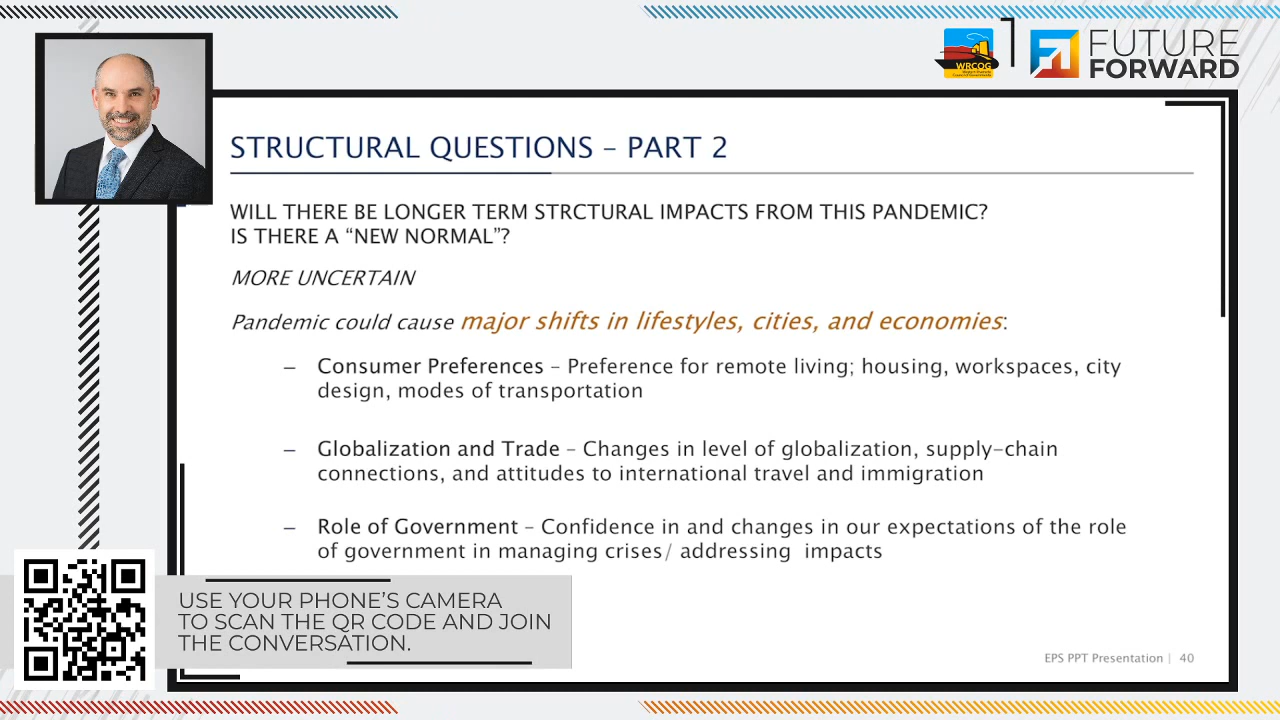 WRCOG
FUTURE
FORWARD
STRUCTURAL QUESTIONS – PART 2
WILL THERE BE LONGER TERM STRCTURAL IMPACTS FROM THIS PANDEMIC?
IS THERE A “NEW NORMAL”?
MORE UNCERTAIN
Pandemic could cause major shifts in lifestyles, cities, and economies:
– Consumer Preferences – Preference for remote living; housing, workspaces, city
design, modes of transportation
– Globalization and Trade – Changes in level of globalization, supply-chain
connections, and attitudes to international travel and immigration
– Role of Government – Confidence in and changes in our expectations of the role
of government in managing crises/ addressing  impacts
USE YOUR PHONE’S CAMERA
TO SCAN THE QR CODE AND JOIN
THE CONVERSATION.
EPS PPT Presentation | 40